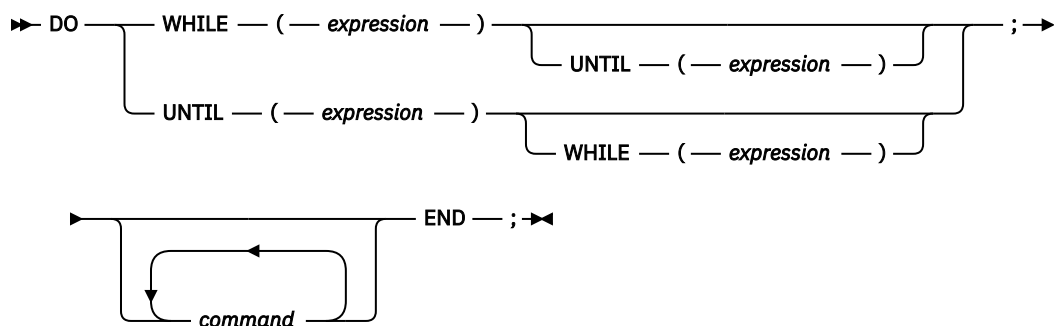 DO WHILE ( expression ) ;
UNTIL ( expression )
UNTIL ( expression )
WHILE ( expression )
END ;
command